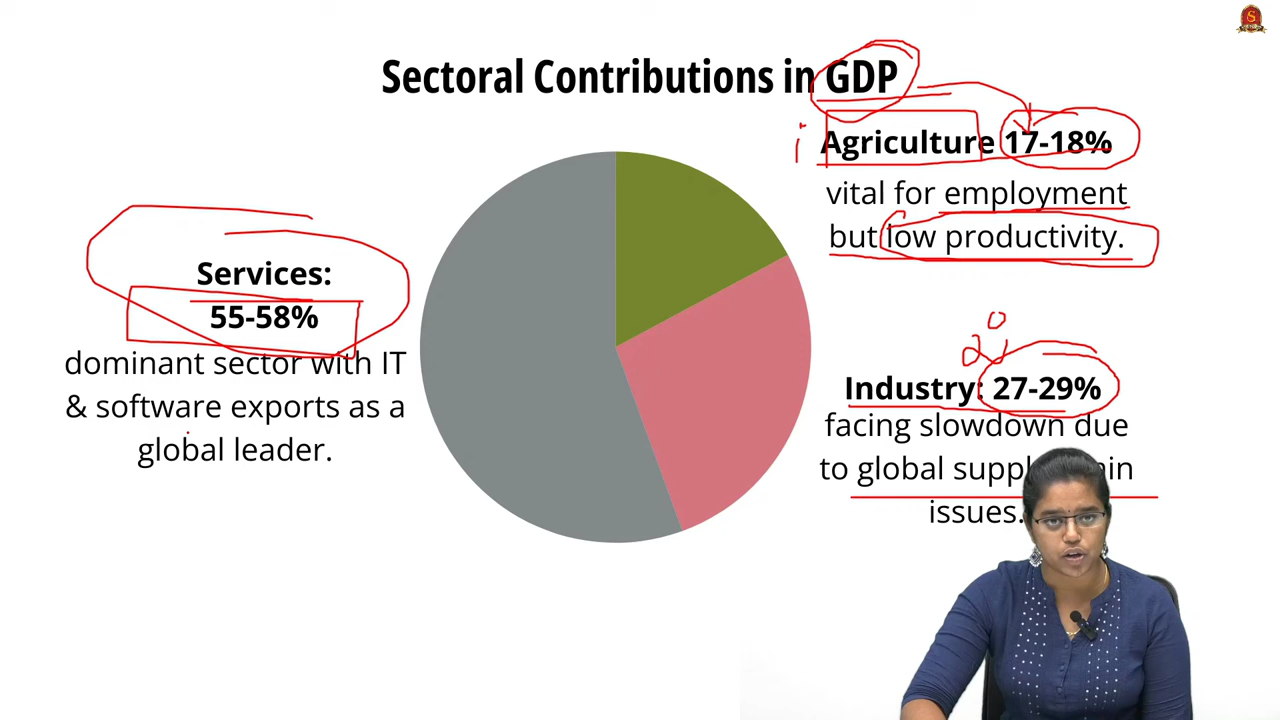 Sectoral Contributions in GDP
Agriculture 17-18%
vital for employment
but low productivity.
Services:
55-58%
dominant sector with IT
& software exports as a
global leader.
Industry: 27-29%
facing slowdown due
to global
issues.